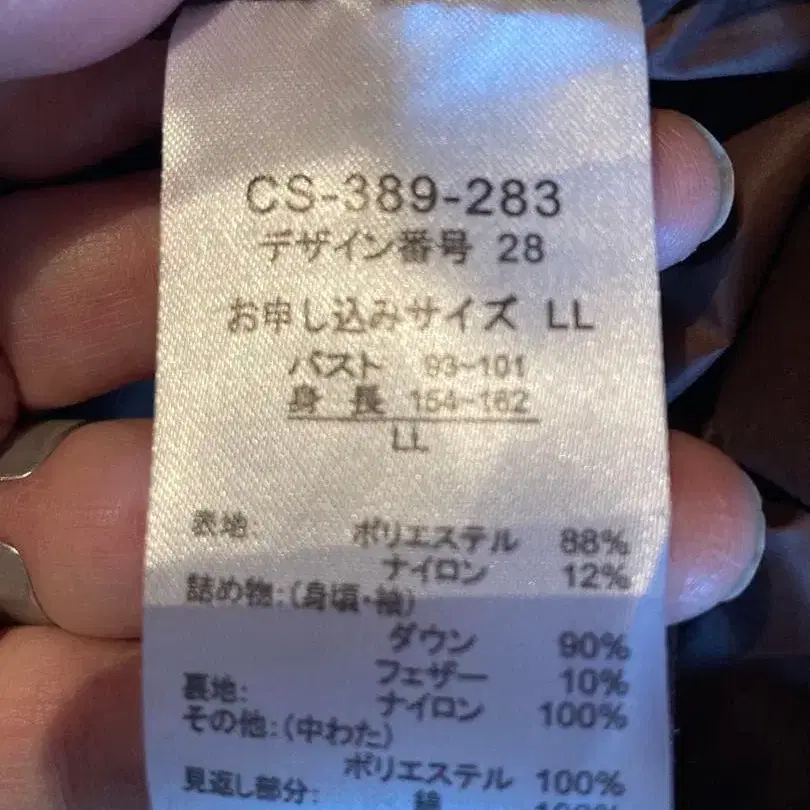 CS-389-283
デザイン番号 28
お申し込みサイズ LL
バスト 93~101
身 長 154~162
LL
表地: ポリエステル 88%
ナイロン 12%
詰め物:(身頃・袖)
ダウン 90%
フェザー 10%
裏地: ナイロン 100%
その他:(中わた)
ポリエステル 100%
見返し部分: 綿 100%